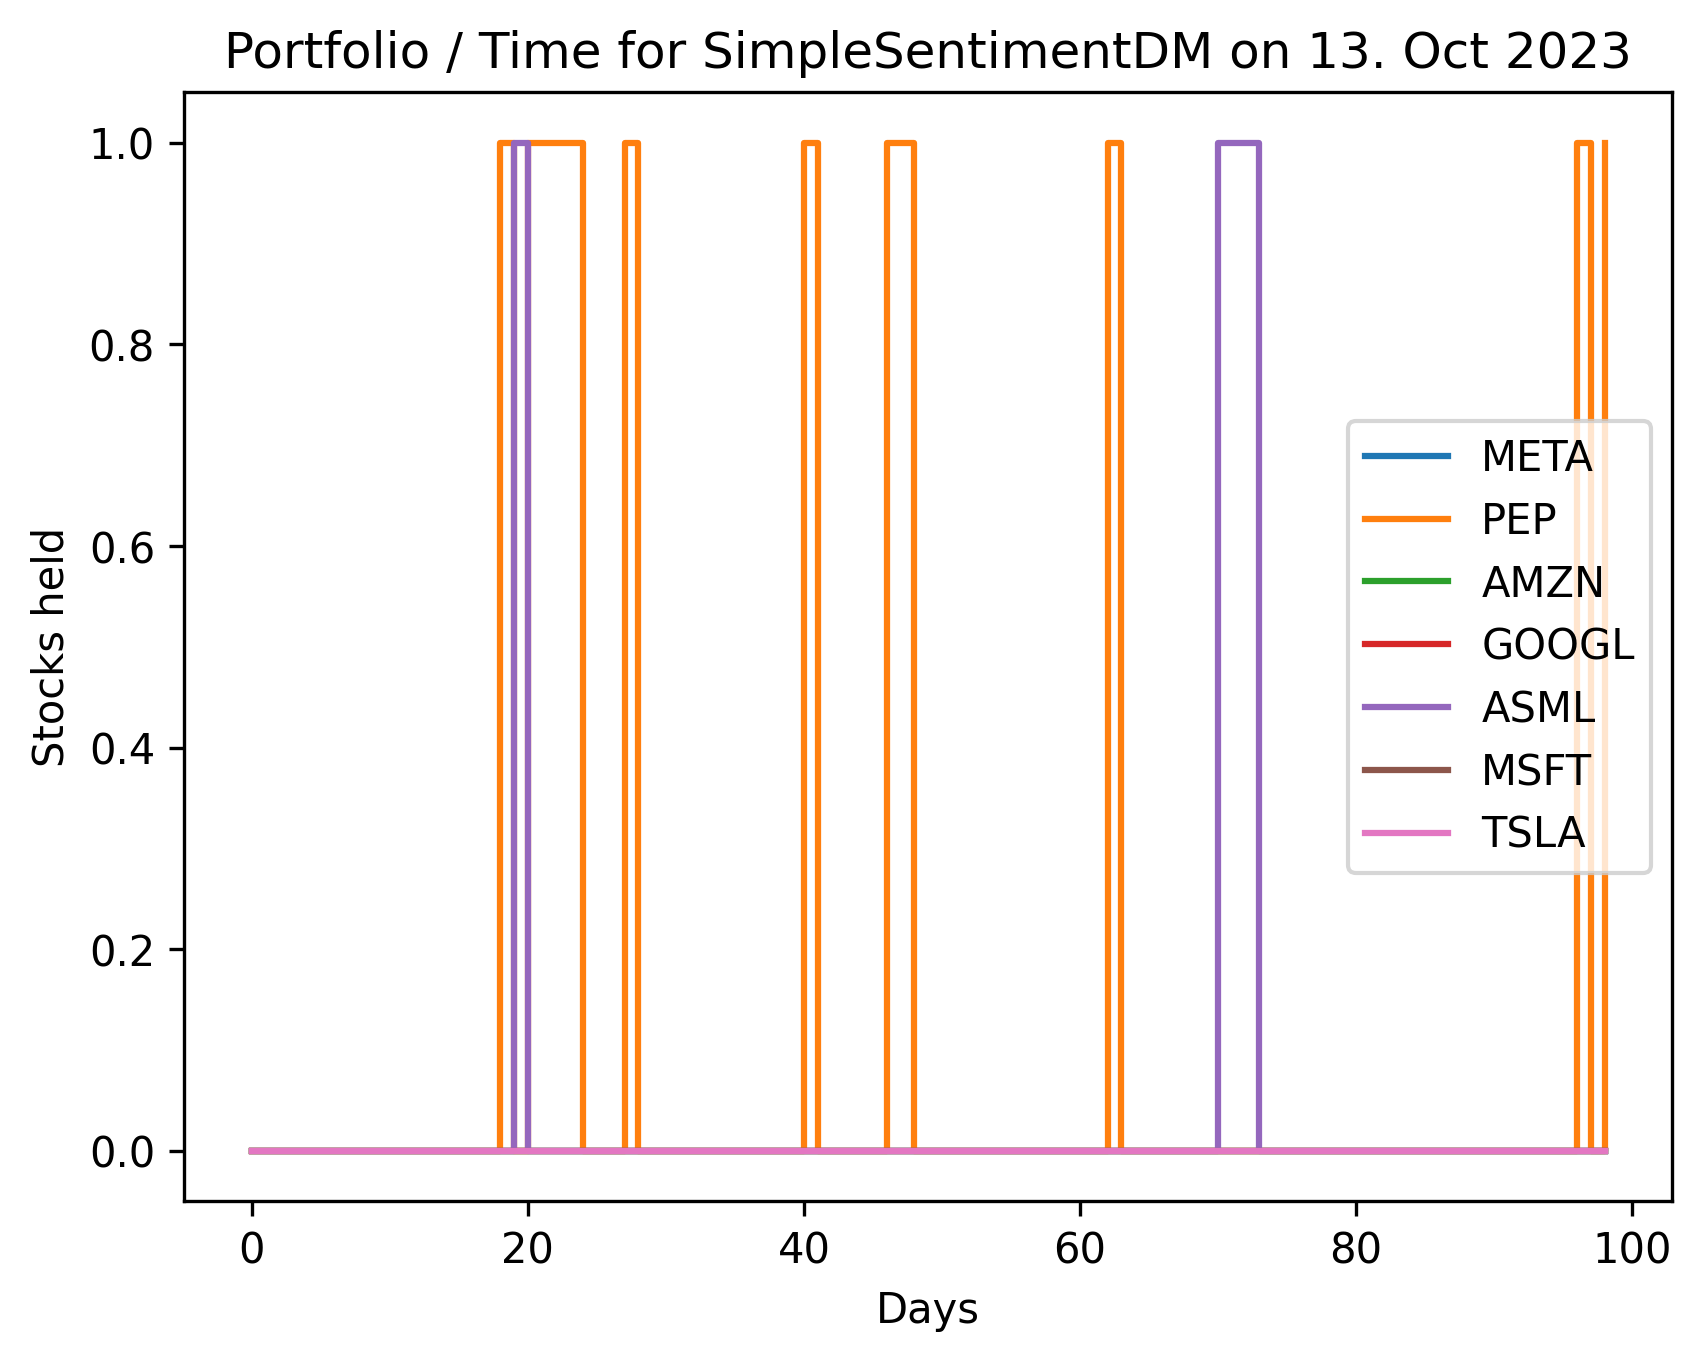 Portfolio / Time for SimpleSentimentDM on 13. Oct 2023
1.0
0.8
0.6
0.4
0.2
0.0
Stocks held
META
PEP
AMZN
GOOGL
ASML
MSFT
TSLA
0 20 40 60 80 100
Days